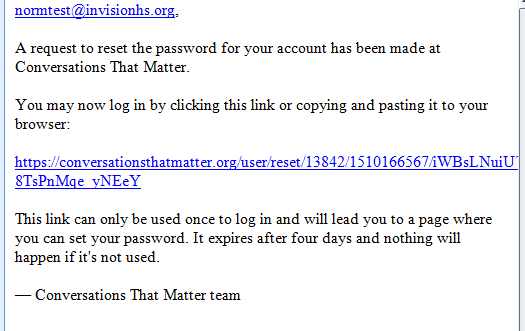 normtest@invisionhs.org,
A request to reset the password for your account has been made at
Conversations That Matter.
You may now log in by clicking this link or copying and pasting it to your
browser:
https://conversationsthatmatter.org/user/reset/13842/1510166567/iWBsLNuiU
8TsPnMqe_yNEeY
This link can only be used once to log in and will lead you to a page where
you can set your password. It expires after four days and nothing will
happen if it's not used.
— Conversations That Matter team